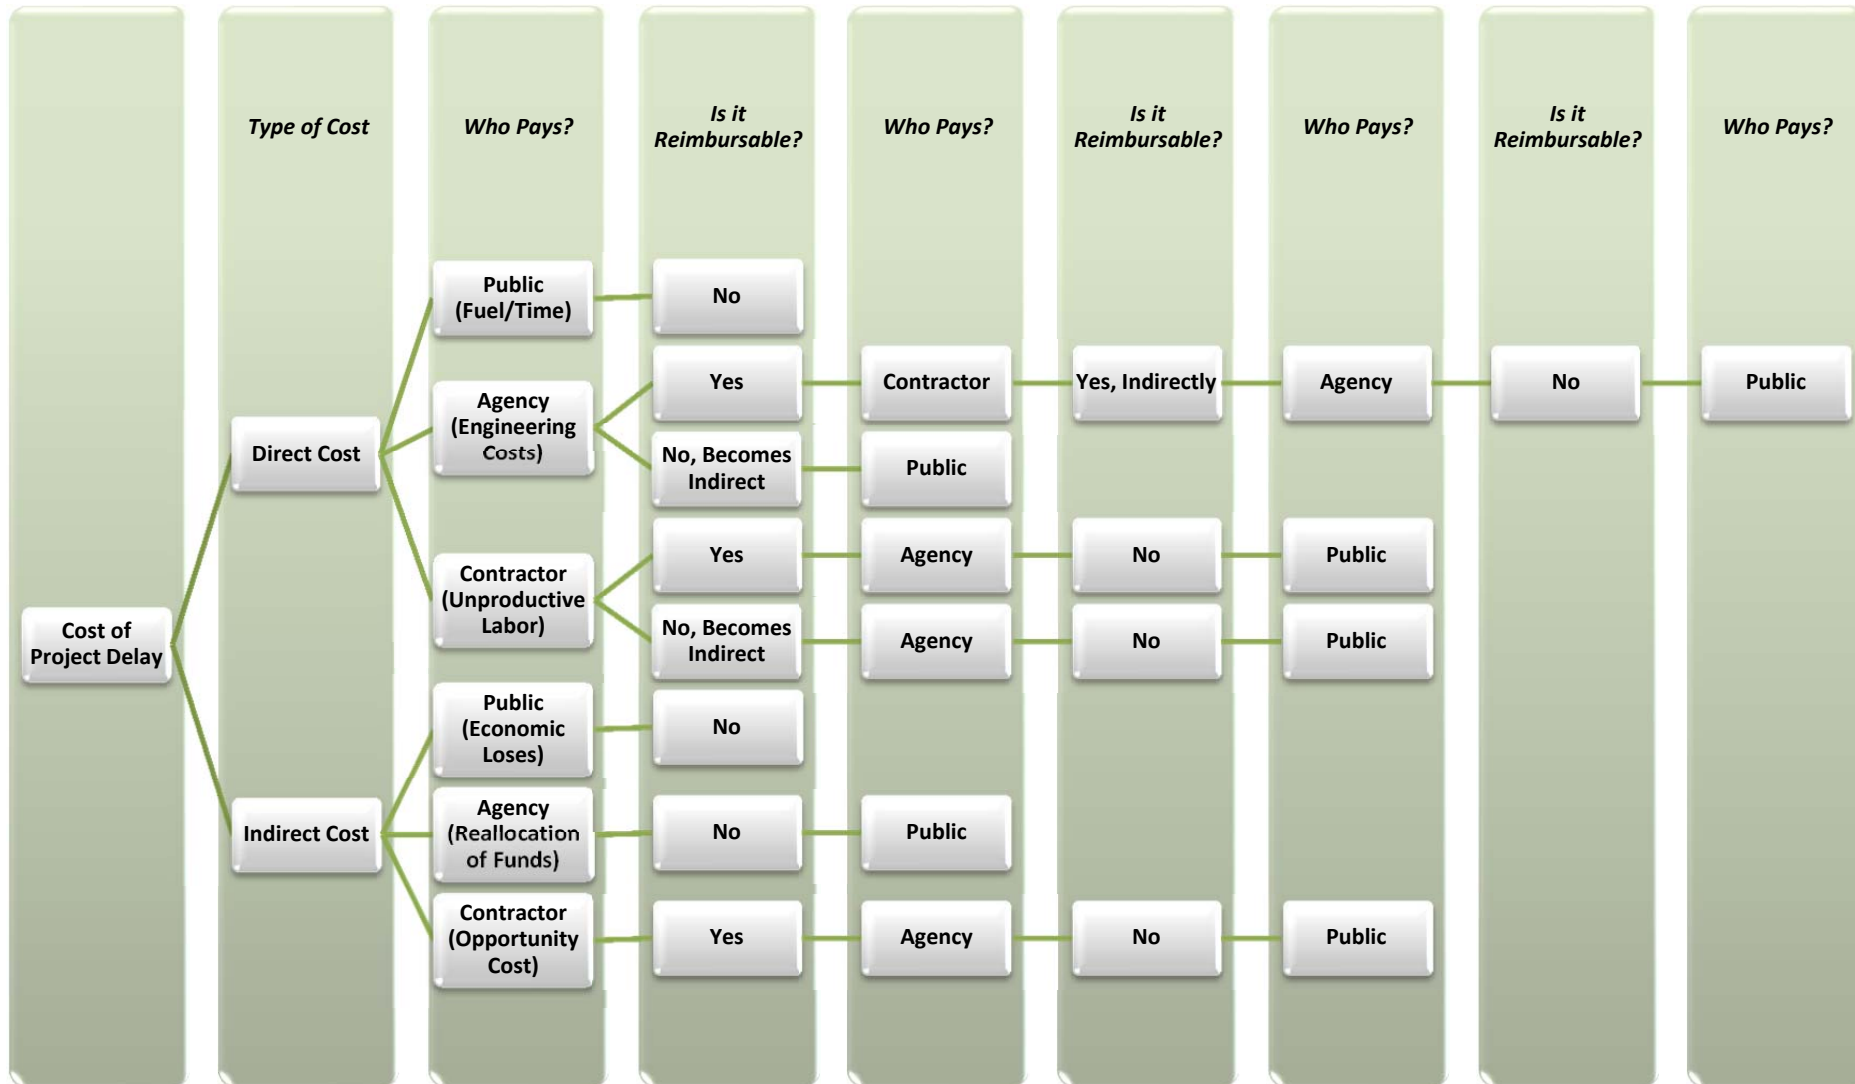 Type of Cost
Who Pays?
Is it
Reimbursable?
Who Pays?
Is it
Reimbursable?
Who Pays?
Is it
Reimbursable?
Who Pays?
Cost of
Project Delay
Direct Cost
Public
(Fuel/Time)
No
Agency
(Engineering
Costs)
Yes
Contractor
Yes, Indirectly
Agency
No
Public
No, Becomes
Indirect
Public
Contractor
(Unproductive
Labor)
Yes
Agency
No
Public
No, Becomes
Indirect
Agency
No
Public
Indirect Cost
Public
(Economic
Loses)
No
Agency
(Reallocation
of Funds)
No
Public
Contractor
(Opportunity
Cost)
Yes
Agency
No
Public